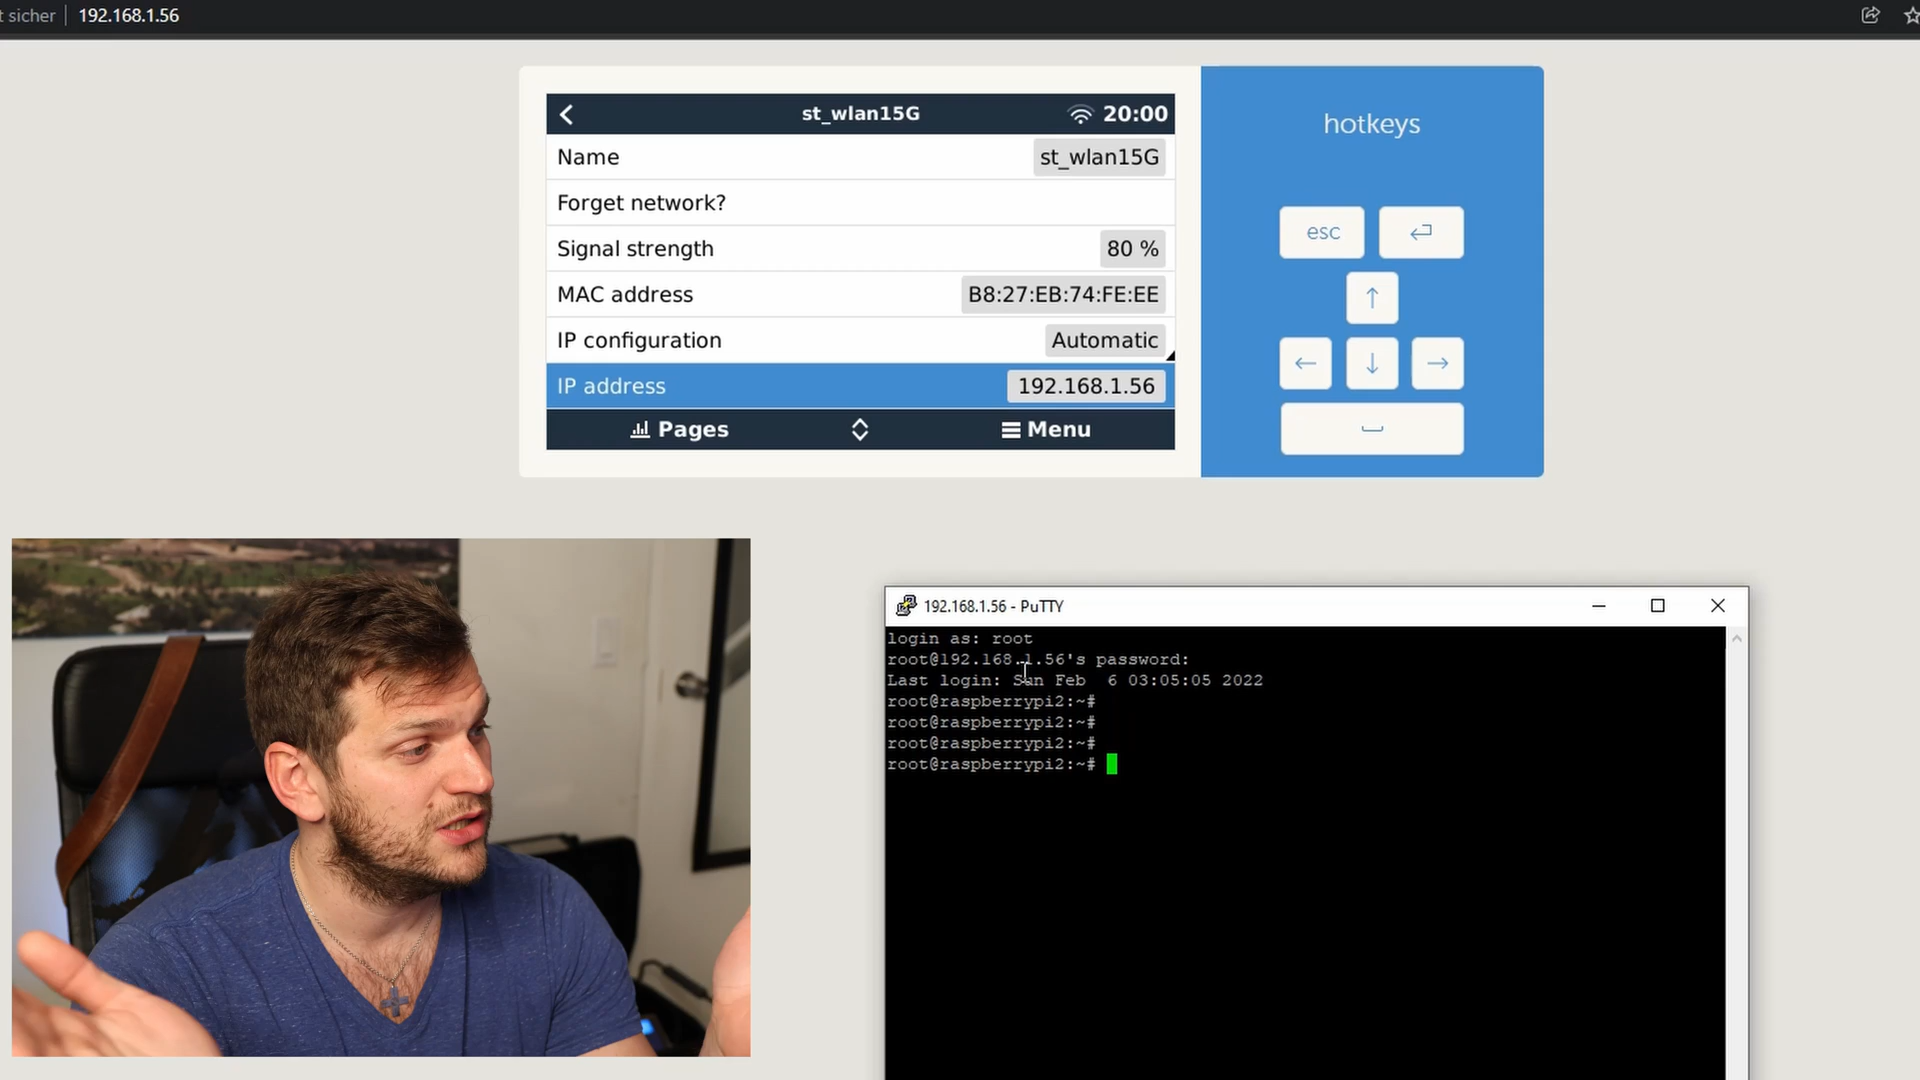 t sicher | 192.168.1.56
st_wlan15G 20:00
Name st_wlan15G
Forget network?
Signal strength 80 %
MAC address B8:27:EB:74:FE:EE
IP configuration Automatic
IP address 192.168.1.56
Pages Menu
hotkeys
esc
192.168.1.56 - PuTTY
login as: root
root@192.168.1.56's password:
Last login: Sun Feb  6 03:05:05 2022
root@raspberrypi2:~#
root@raspberrypi2:~#
root@raspberrypi2:~#
root@raspberrypi2:~#